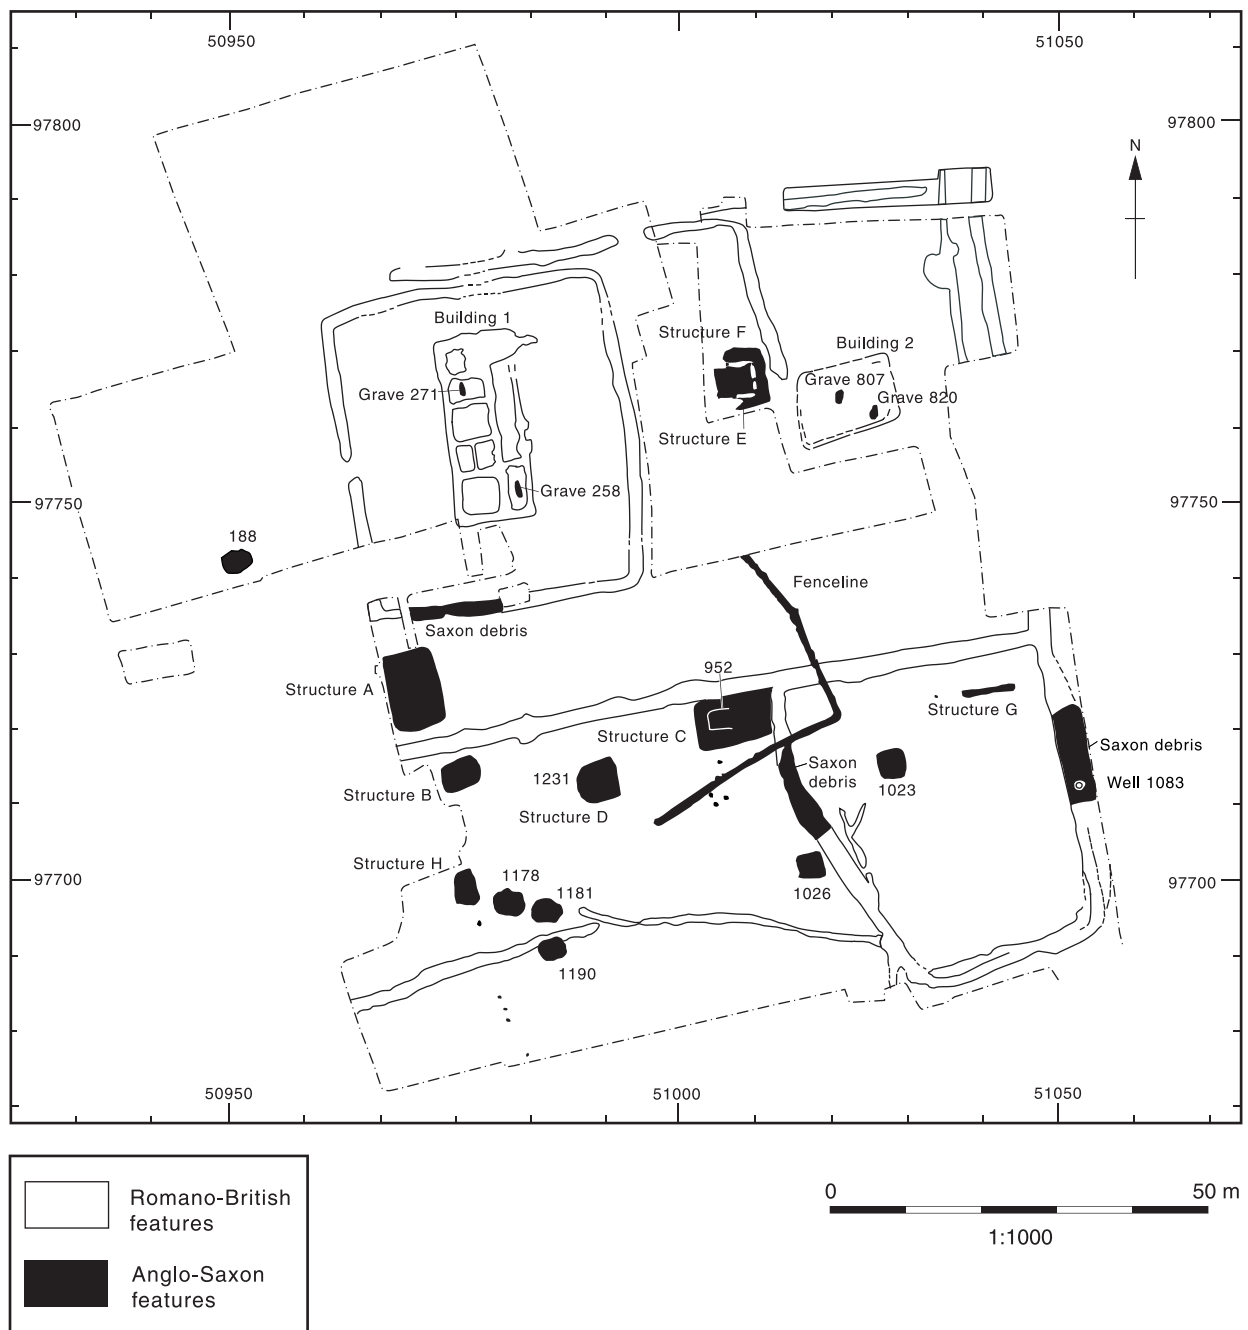 50950
51050
97800
97800
N
Building 1
Structure F
Building 2
Grave 271
Grave 807
Grave 820
Structure E
Grave 258
97750
97750
188
Fenceline
Saxon debris
952
Structure A
Structure G
Structure C
Saxon debris
Saxon
debris
1231
Structure B
1023
Well 1083
Structure D
Structure H
1178
1181
1026
97700
97700
1190
50950
51000
51050
Romano-British
features
Anglo-Saxon
features
0
50 m
1:1000